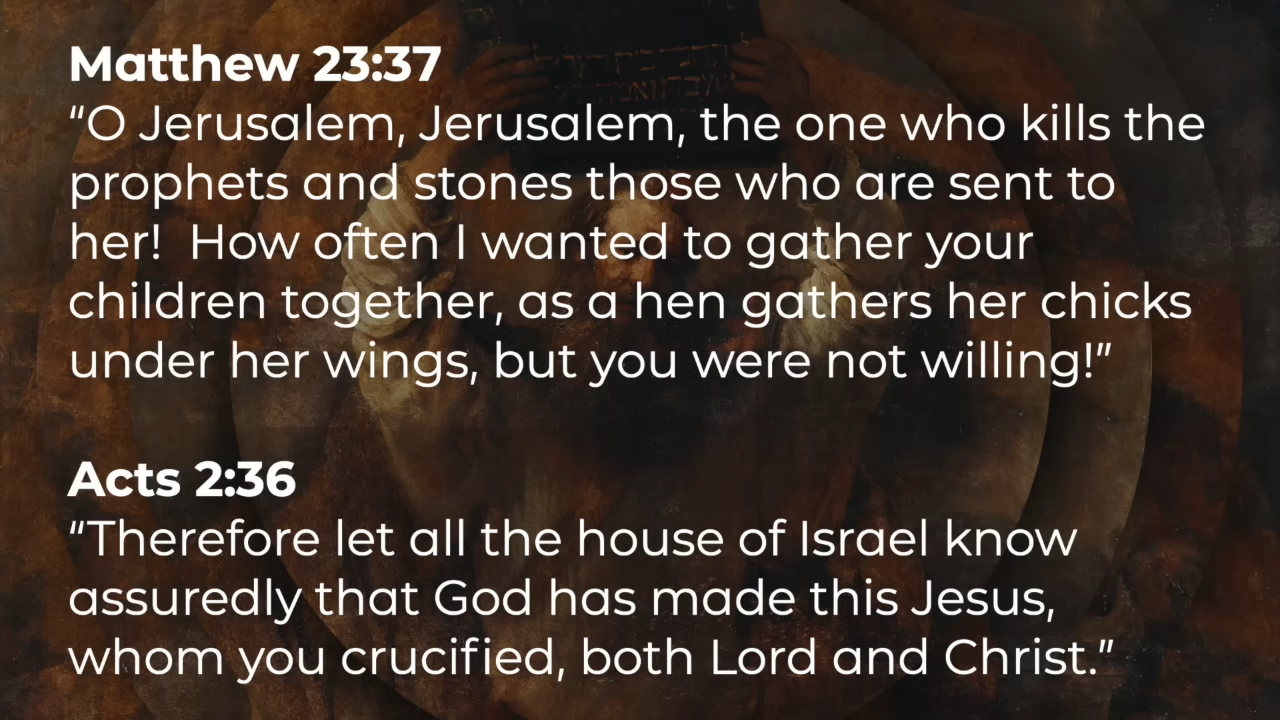 Matthew 23:37
“O Jerusalem, Jerusalem, the one who kills the
prophets and stones those who are sent to
her!  How often I wanted to gather your
children together, as a hen gathers her chicks
under her wings, but you were not willing!”
Acts 2:36
“Therefore let all the house of Israel know
assuredly that God has made this Jesus,
whom you crucified, both Lord and Christ.”